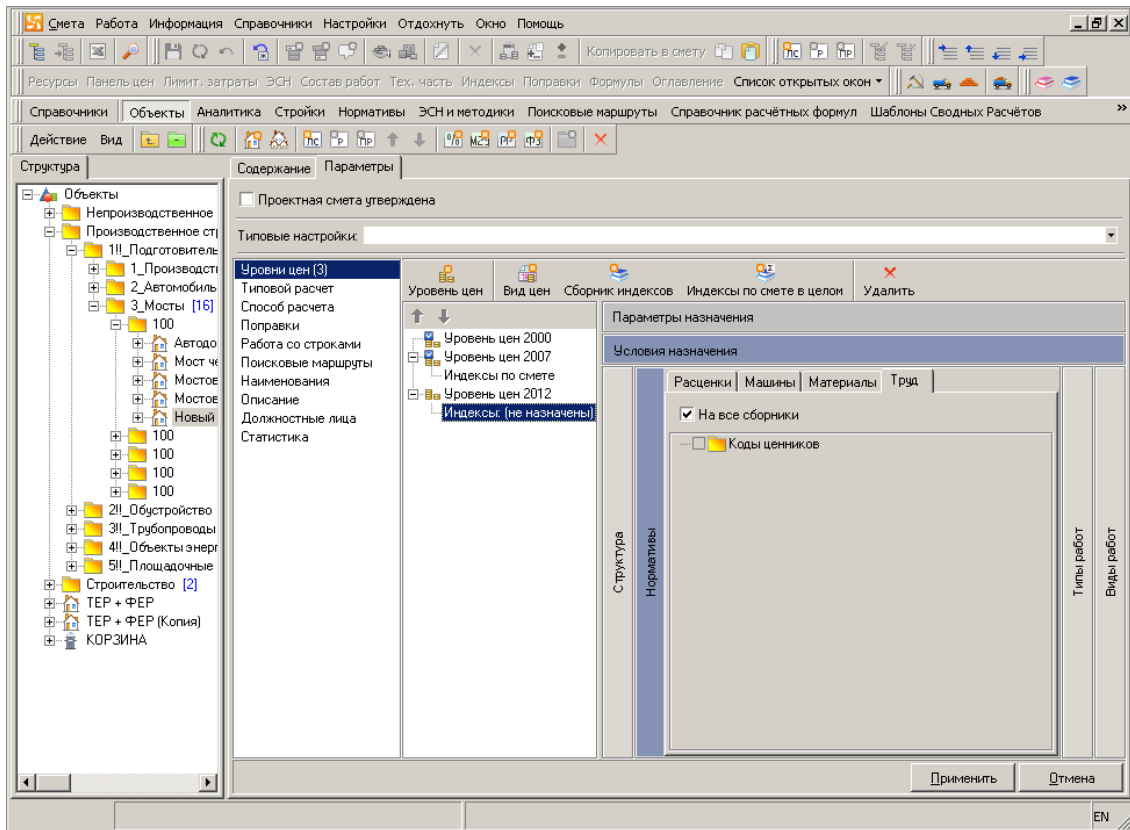 Смета Работа Информация Справочники Настройки Отдохнуть Окно Помощь
Копировать в смету
Ресурсы Панель цен Лимит. затраты ЭСН Состав работ Тех. часть Индексы Поправки Формулы Оглавление Список открытых окон
Справочники Объекты Аналитика Стройки Нормативы ЭСН и методики Поисковые маршруты Справочник расчётных формул Шаблоны Сводных Расчётов »
Действие Вид
Структура
Содержание Параметры
Объекты
Непроизводственное
Производственное стр
1!!_Подготовитель
1_Производств
2_Автомобиль
3_Мосты [16]
100
Автодо
Мост че
Мостов
Мостов
Новый
100
100
100
100
2!!_Обустройство
3!!_Трубопроводы
4!!_Объекты энерг
5!!_Площадочные
Строительство [2]
ТЕР + ФЕР
ТЕР + ФЕР (Копия)
КОРЗИНА
Проектная смета утверждена
Типовые настройки:
Уровни цен (3)
Типовой расчет
Способ расчета
Поправки
Работа со строками
Поисковые маршруты
Наименования
Описание
Должностные лица
Статистика
Уровень цен Вид цен Сборник индексов Индексы по смете в целом Удалить
Уровень цен 2000
Уровень цен 2007
Индексы по смете
Уровень цен 2012
Индексы: (не назначены)
Параметры назначения
Условия назначения
Структура
Нормативы
Расценки Машины Материалы Труд
На все сборники
Коды ценников
Типы работ
Виды работ
Применить Отмена
EN